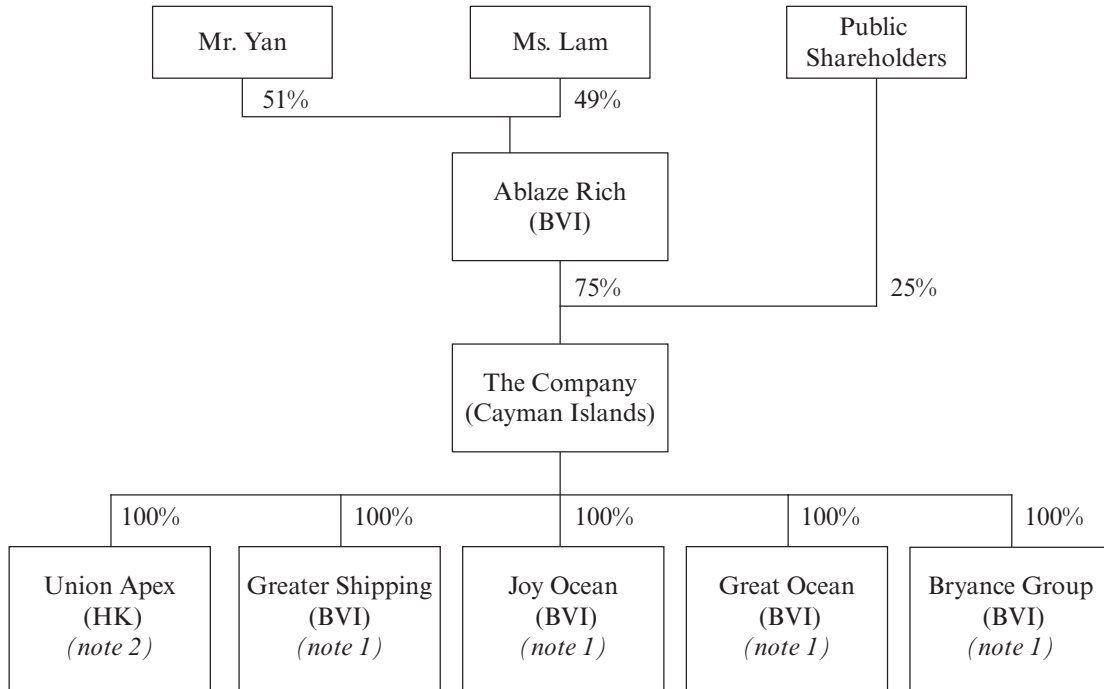 Mr. Yan
Ms. Lam
Public
Shareholders
51%
49%
Ablaze Rich
(BVI)
75%
25%
The Company
(Cayman Islands)
100%
100%
100%
100%
100%
Union Apex
(HK)
(note 2)
Greater Shipping
(BVI)
(note 1)
Joy Ocean
(BVI)
(note 1)
Great Ocean
(BVI)
(note 1)
Bryance Group
(BVI)
(note 1)